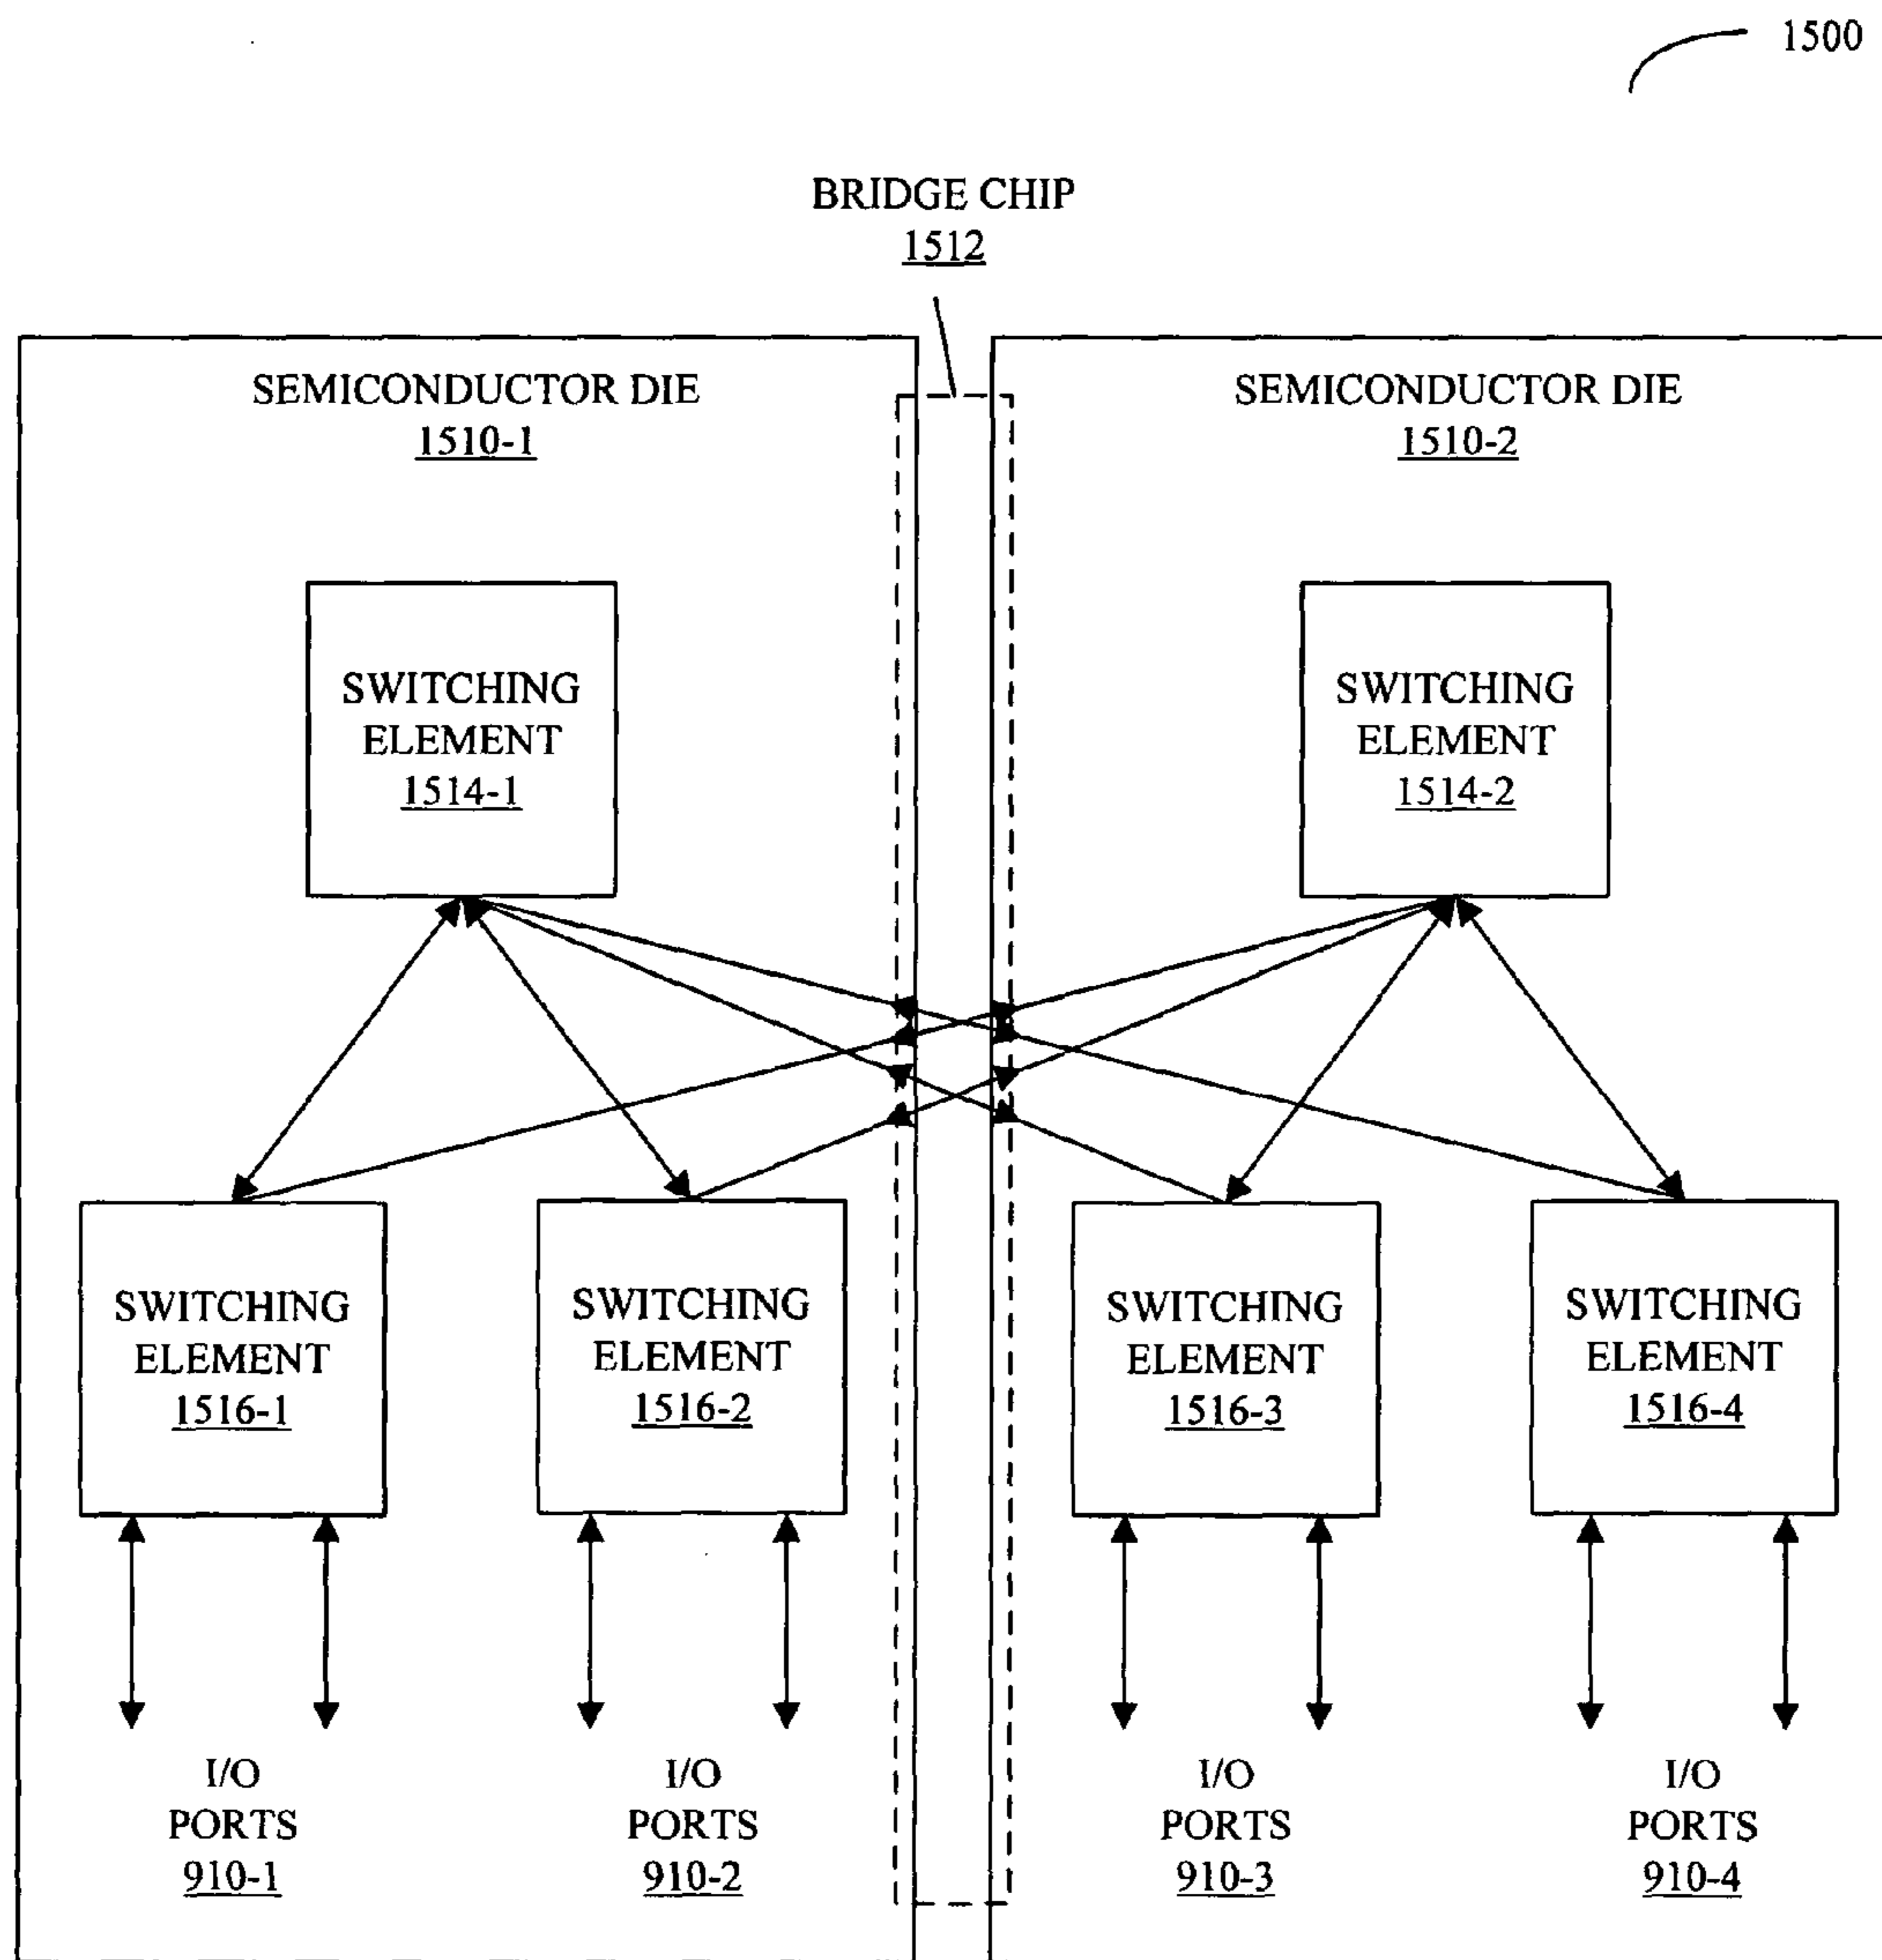 1500
BRIDGE CHIP
1512
SEMICONDUCTOR DIE
1510-1
SEMICONDUCTOR DIE
1510-2
SWITCHING
ELEMENT
1514-1
SWITCHING
ELEMENT
1514-2
SWITCHING
ELEMENT
1516-1
SWITCHING
ELEMENT
1516-2
SWITCHING
ELEMENT
1516-3
SWITCHING
ELEMENT
1516-4
I/O
PORTS
910-1
I/O
PORTS
910-2
I/O
PORTS
910-3
I/O
PORTS
910-4